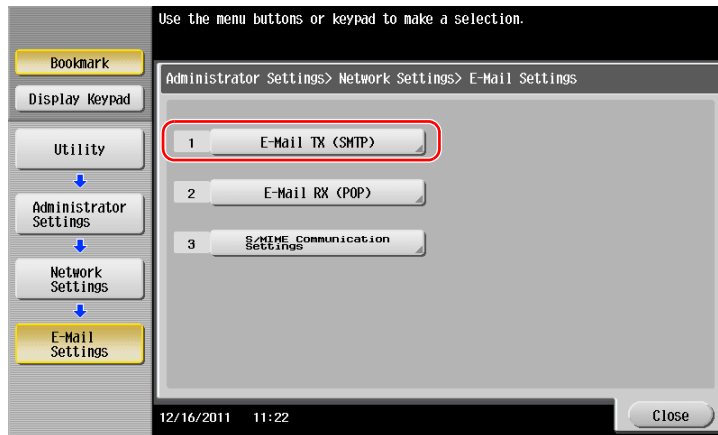 Use the menu buttons or keypad to make a selection.
Bookmark
Display Keypad
Utility
Administrator
Settings
Network
Settings
E-Mail
Settings
Administrator Settings> Network Settings> E-Mail Settings
1 E-Mail TX (SMTP)
2 E-Mail RX (POP)
3 S/MIME Communication
Settings
12/16/2011 11:22
Close